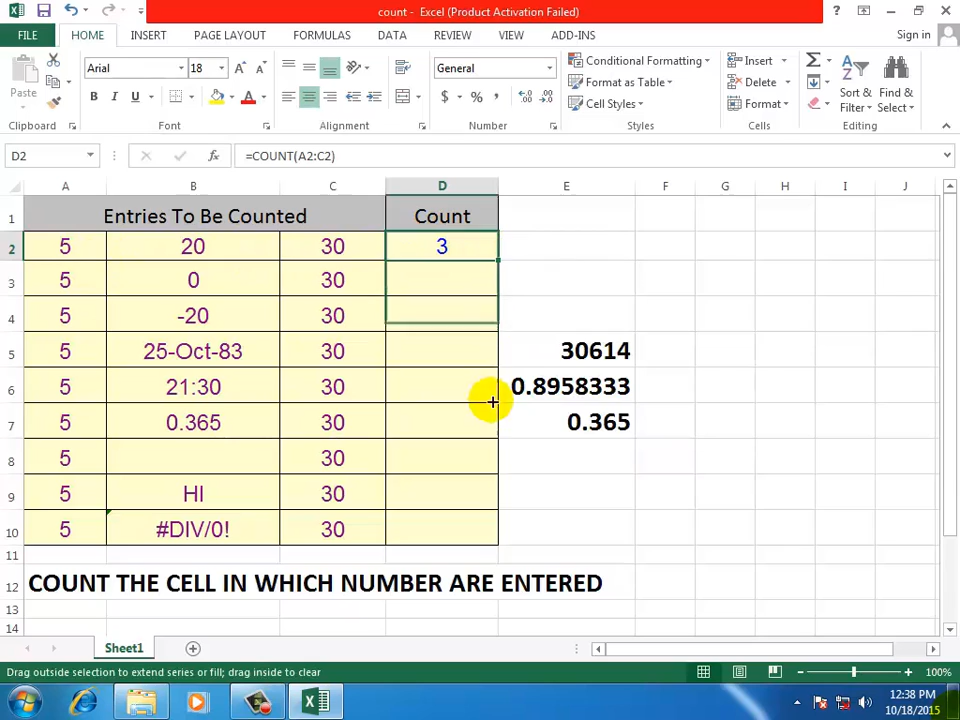 count - Excel (Product Activation Failed)
FILE HOME INSERT PAGE LAYOUT FORMULAS DATA REVIEW VIEW ADD-INS Sign in
Paste Arial 18 General Conditional Formatting Insert
B I U $ % , Format as Table Delete Sort & Find &
Cell Styles Format Filter Select
Clipboard Font Alignment Number Styles Cells Editing
D2 fx =COUNT(A2:C2)
A B C D E F G H I J
1 Entries To Be Counted Count
2 5 20 30 3
3 5 0 30
4 5 -20 30
5 5 25-Oct-83 30 30614
6 5 21:30 30 0.8958333
7 5 0.365 30 0.365
8 5 30
9 5 HI 30
10 5 #DIV/0! 30
11
12 COUNT THE CELL IN WHICH NUMBER ARE ENTERED
13
14
Sheet1
Drag outside selection to extend series or fill; drag inside to clear 100%
12:38 PM
10/18/2015